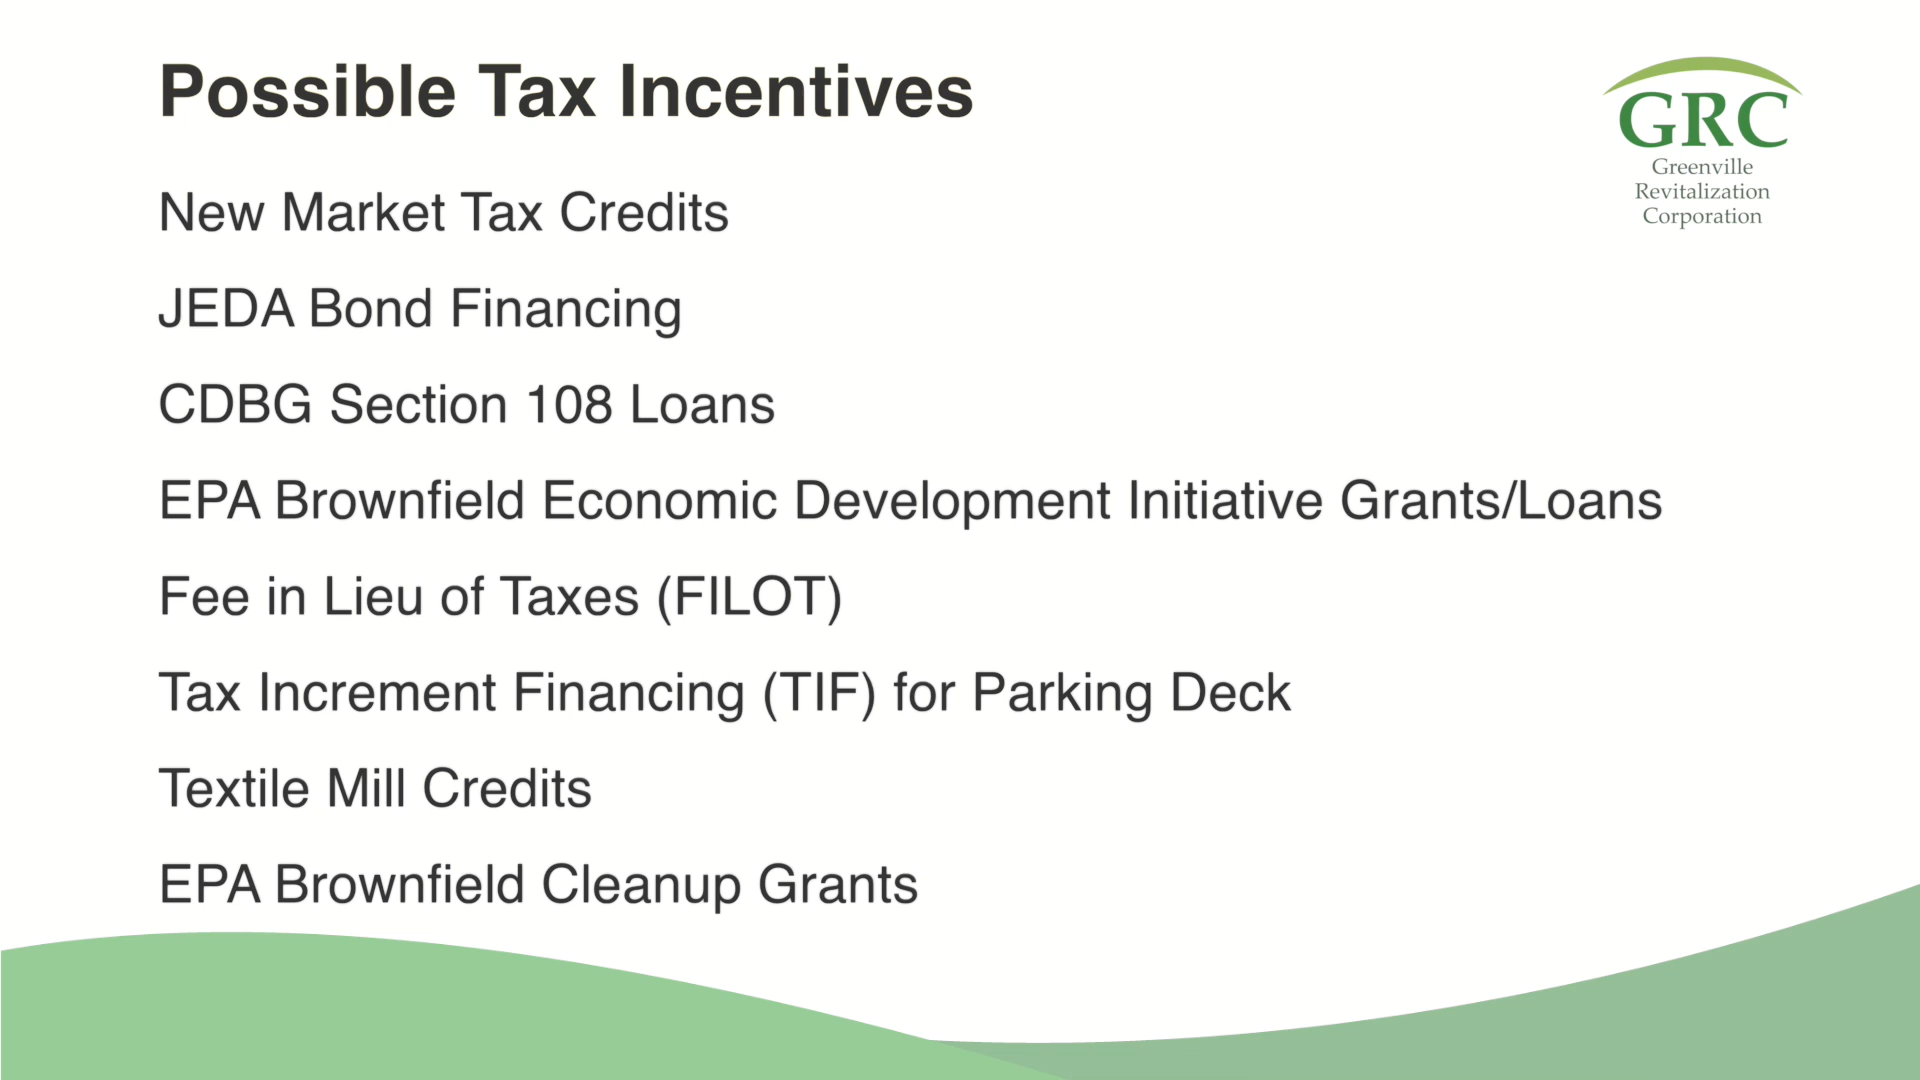 Possible Tax Incentives
GRC
Greenville
Revitalization
Corporation
New Market Tax Credits
JEDA Bond Financing
CDBG Section 108 Loans
EPA Brownfield Economic Development Initiative Grants/Loans
Fee in Lieu of Taxes (FILOT)
Tax Increment Financing (TIF) for Parking Deck
Textile Mill Credits
EPA Brownfield Cleanup Grants